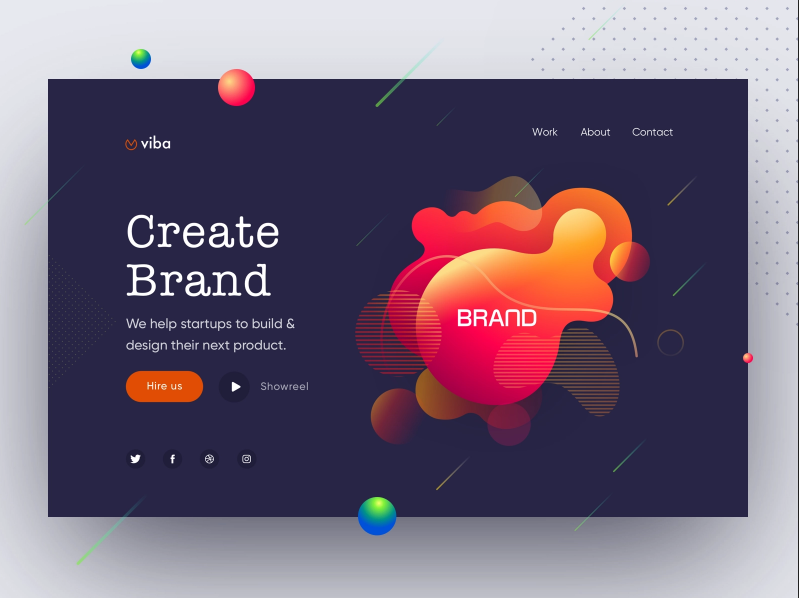 viba
Work About Contact
Create
Brand
We help startups to build &
design their next product.
BRAND
Hire us
Showreel